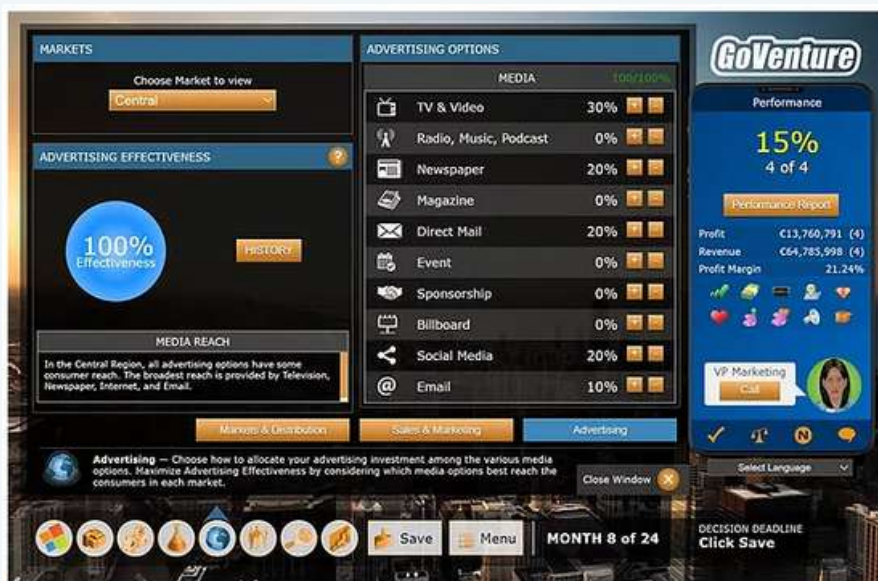 MARKETS
Choose Market to view
Central
ADVERTISING EFFECTIVENESS
?
100%
Effectiveness
HISTORY
MEDIA REACH
In the Central Region, all advertising options have some
consumer reach. The broadest reach is provided by Television,
Newspaper, Internet, and Email.
ADVERTISING OPTIONS
MEDIA 100/100%
TV & Video 30% + -
Radio, Music, Podcast 0% + -
Newspaper 20% + -
Magazine 0% + -
Direct Mail 20% + -
Event 0% + -
Sponsorship 0% + -
Billboard 0% + -
Social Media 20% + -
@ Email 10% + -
Markets & Distribution
Sales & Marketing
Advertising
Advertising — Choose how to allocate your advertising investment among the various media
options. Maximize Advertising Effectiveness by considering which media options best reach the
consumers in each market.
Close Window X
Save
Menu
MONTH 8 of 24
GoVenture
Performance
15%
4 of 4
Performance Report
Profit €13,760,791 (4)
Revenue €64,785,998 (4)
Profit Margin 21.24%
VP Marketing
Call
N
Select Language
DECISION DEADLINE
Click Save